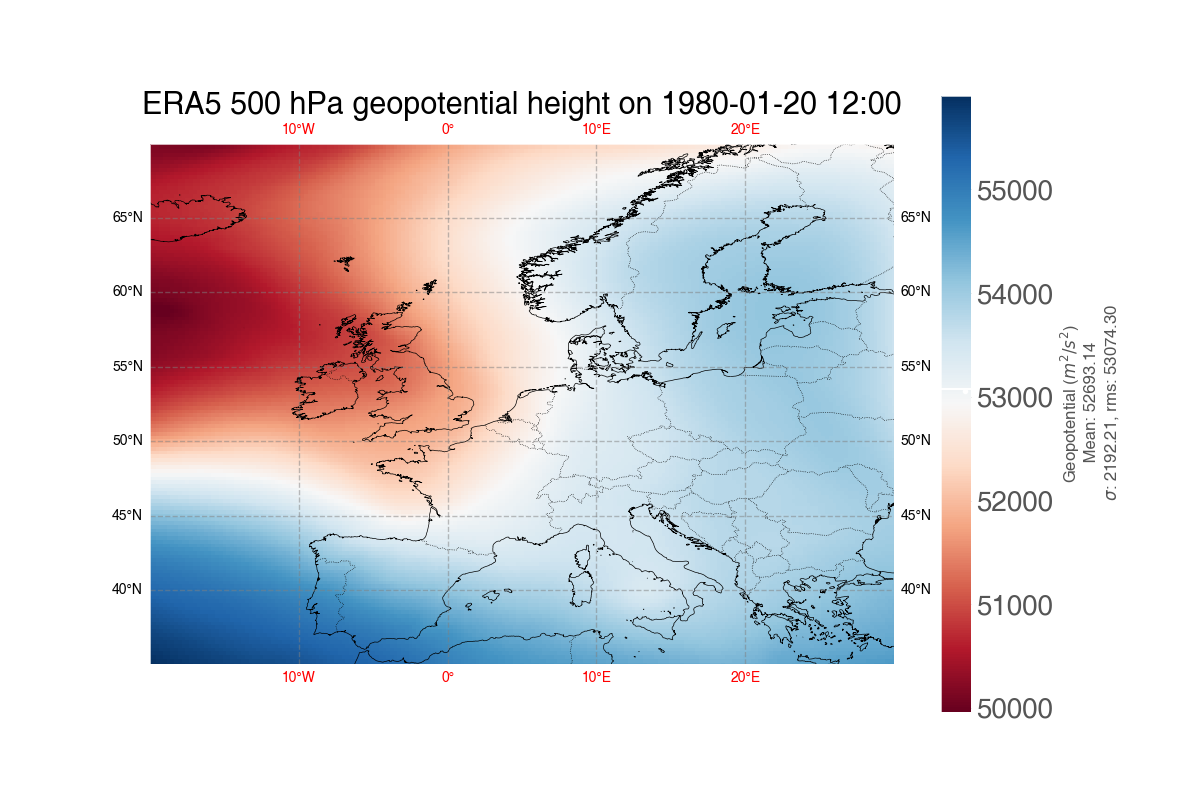 ERA5 500 hPa geopotential height on 1980-01-20 12:00
10°W 0° 10°E 20°E
65°N 65°N
60°N 60°N
55°N 55°N
50°N 50°N
45°N 45°N
40°N 40°N
10°W 0° 10°E 20°E
55000
54000
53000
52000
51000
50000
Geopotential (m²/s²)
Mean: 52693.14
σ: 2192.21, rms: 53074.30